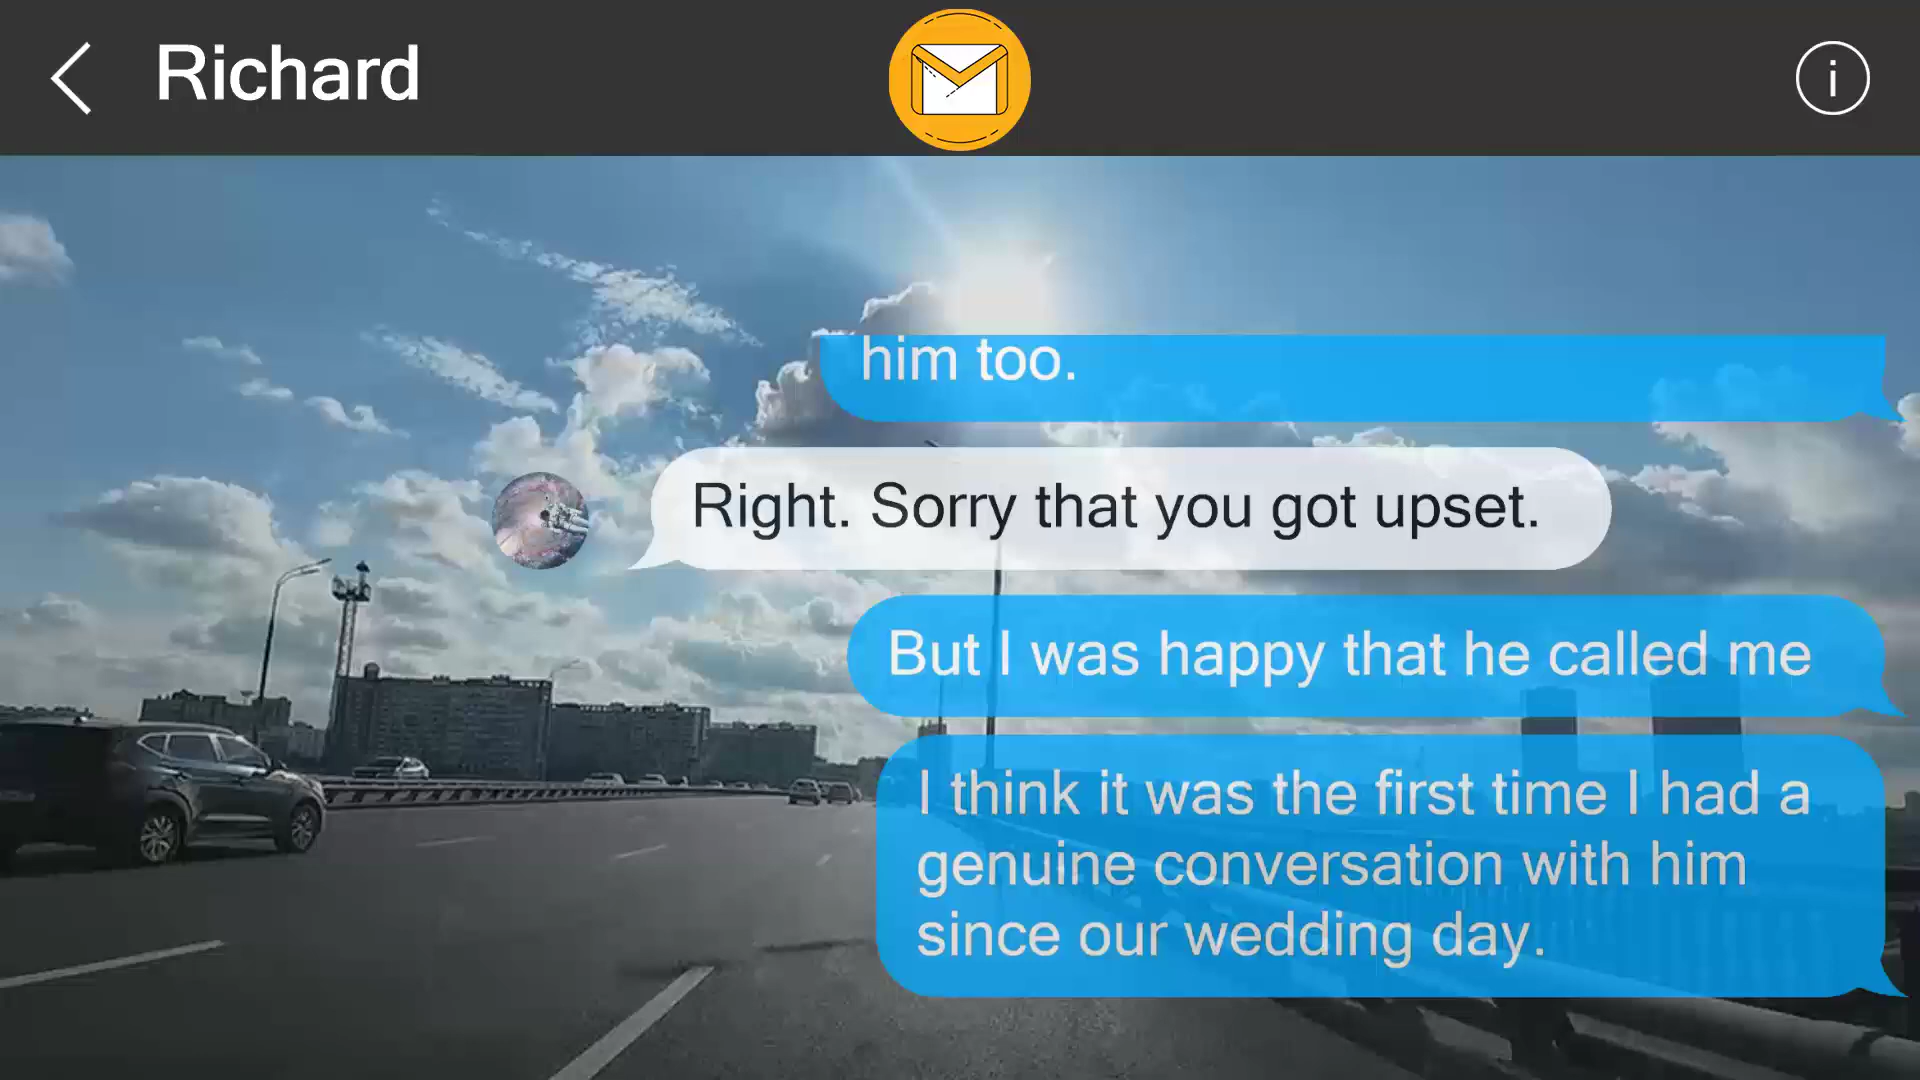 Richard
i
him too.
Right. Sorry that you got upset.
But I was happy that he called me
I think it was the first time I had a
genuine conversation with him
since our wedding day.